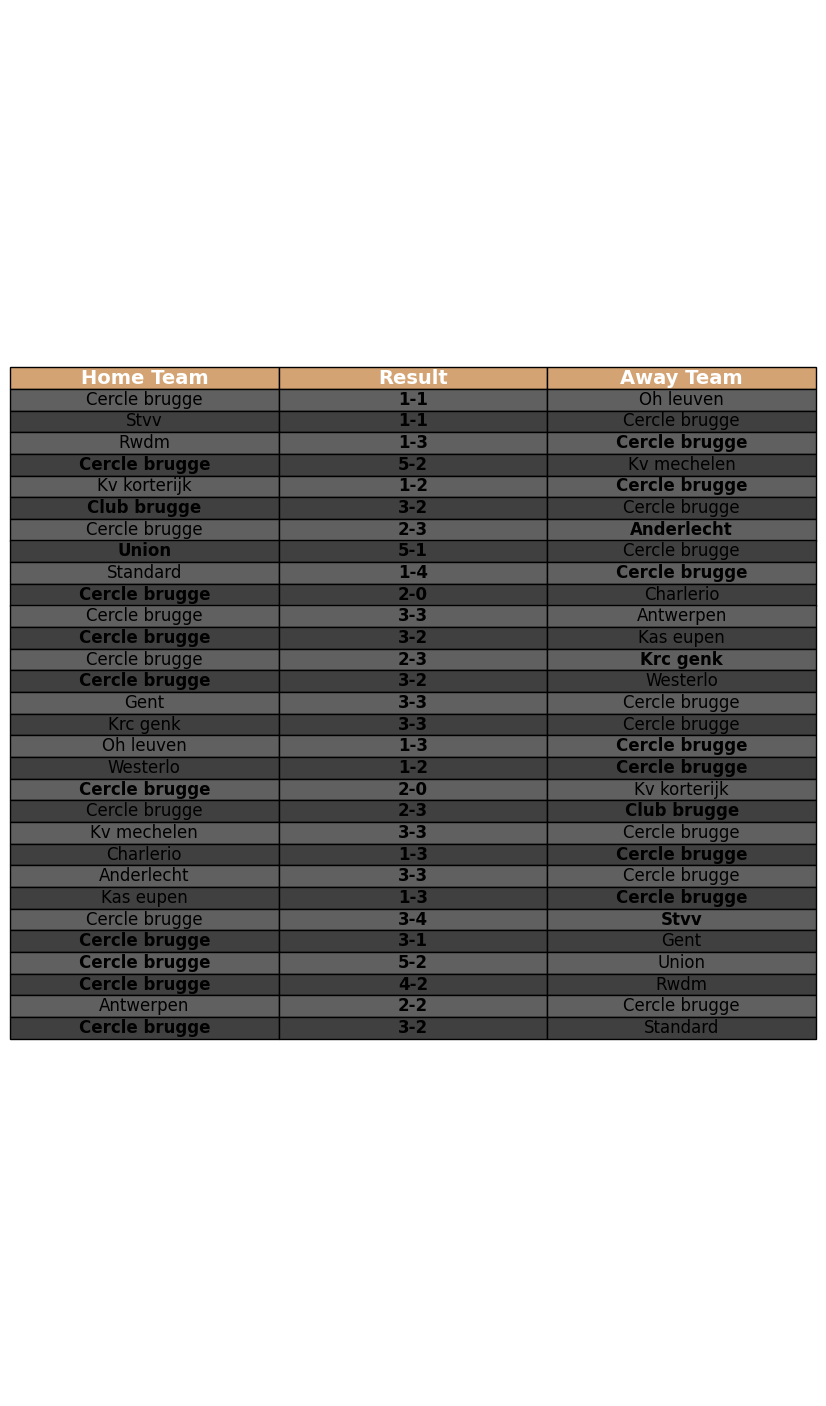 Home Team Result Away Team
Cercle brugge 1-1 Oh leuven
Stvv 1-1 Cercle brugge
Rwdm 1-3 Cercle brugge
Cercle brugge 5-2 Kv mechelen
Kv korterijk 1-2 Cercle brugge
Club brugge 3-2 Cercle brugge
Cercle brugge 2-3 Anderlecht
Union 5-1 Cercle brugge
Standard 1-4 Cercle brugge
Cercle brugge 2-0 Charlerio
Cercle brugge 3-3 Antwerpen
Cercle brugge 3-2 Kas eupen
Cercle brugge 2-3 Krc genk
Cercle brugge 3-2 Westerlo
Gent 3-3 Cercle brugge
Krc genk 3-3 Cercle brugge
Oh leuven 1-3 Cercle brugge
Westerlo 1-2 Cercle brugge
Cercle brugge 2-0 Kv korterijk
Cercle brugge 2-3 Club brugge
Kv mechelen 3-3 Cercle brugge
Charlerio 1-3 Cercle brugge
Anderlecht 3-3 Cercle brugge
Kas eupen 1-3 Cercle brugge
Cercle brugge 3-4 Stvv
Cercle brugge 3-1 Gent
Cercle brugge 5-2 Union
Cercle brugge 4-2 Rwdm
Antwerpen 2-2 Cercle brugge
Cercle brugge 3-2 Standard